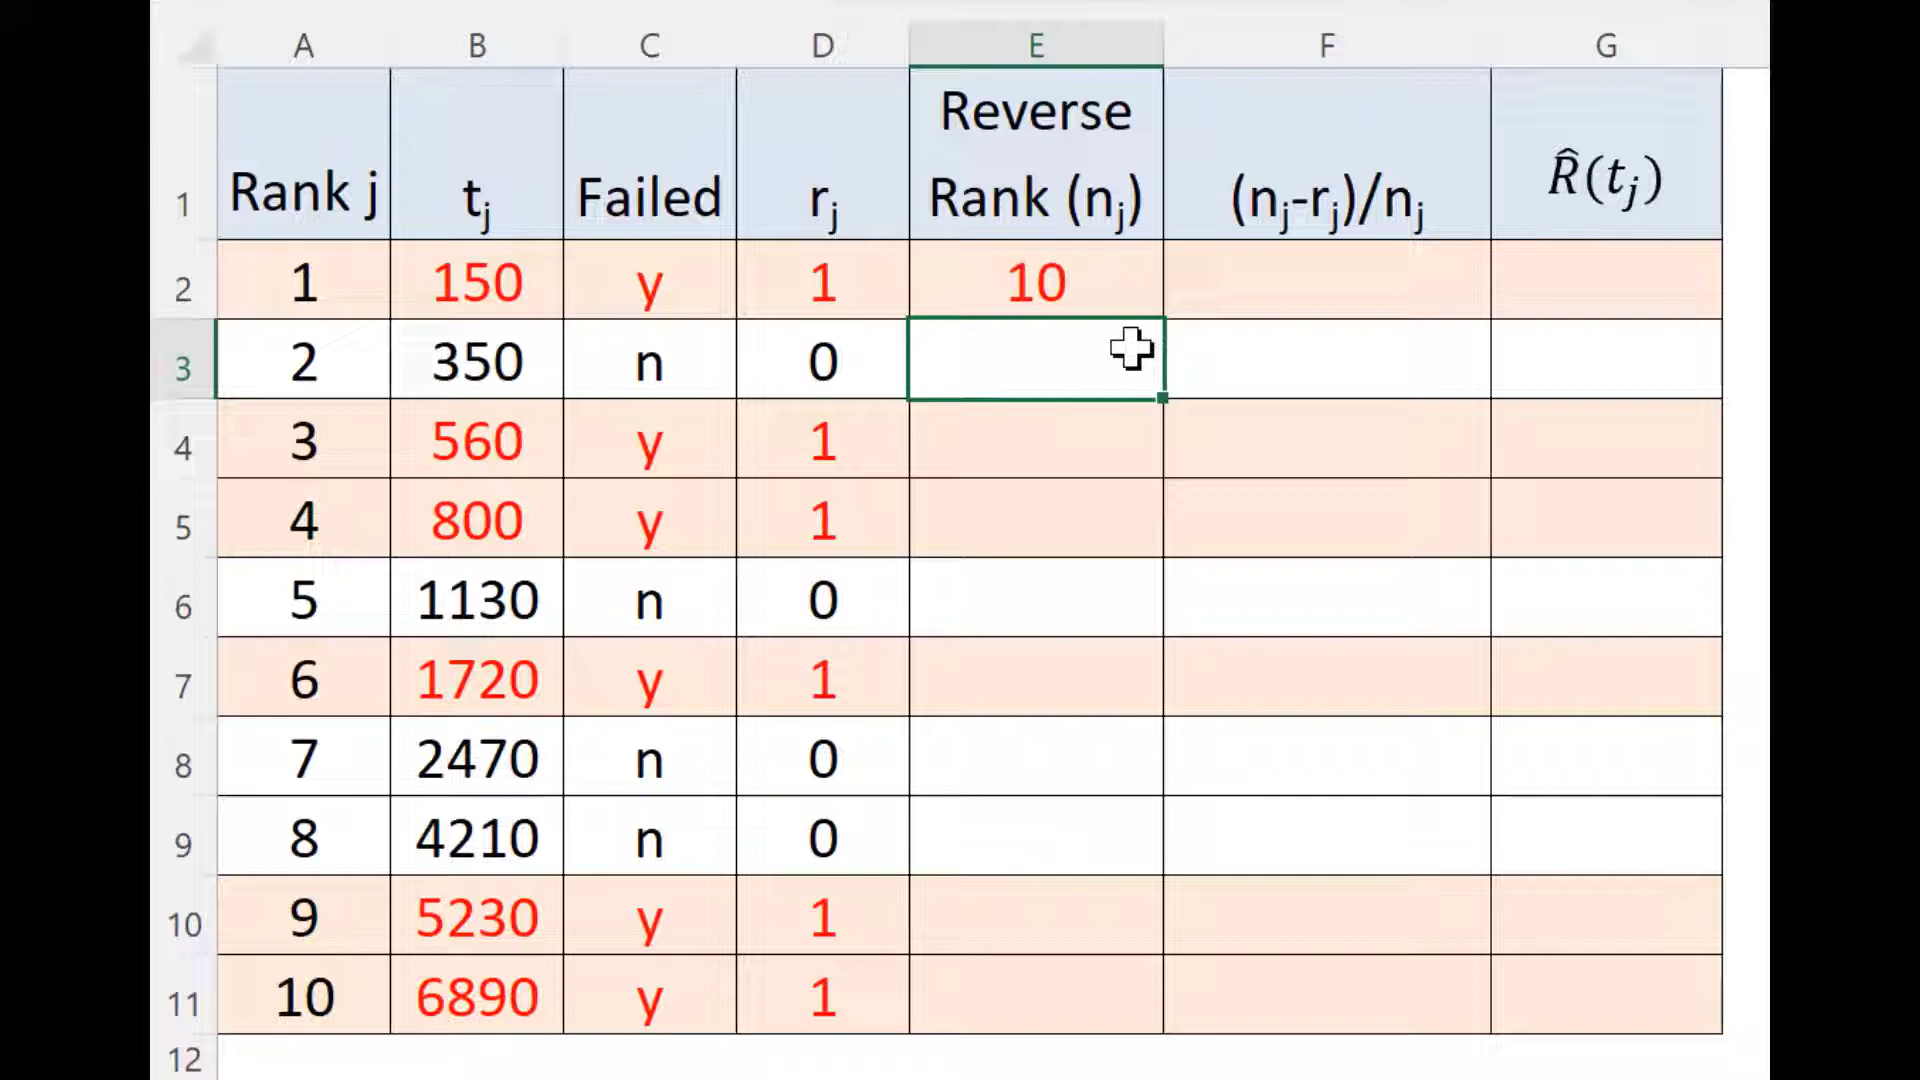 A B C D E F G
1 Rank j tj Failed rj Reverse Rank (nj) (nj-rj)/nj R̂(tj)
2 1 150 y 1 10
3 2 350 n 0
4 3 560 y 1
5 4 800 y 1
6 5 1130 n 0
7 6 1720 y 1
8 7 2470 n 0
9 8 4210 n 0
10 9 5230 y 1
11 10 6890 y 1
12